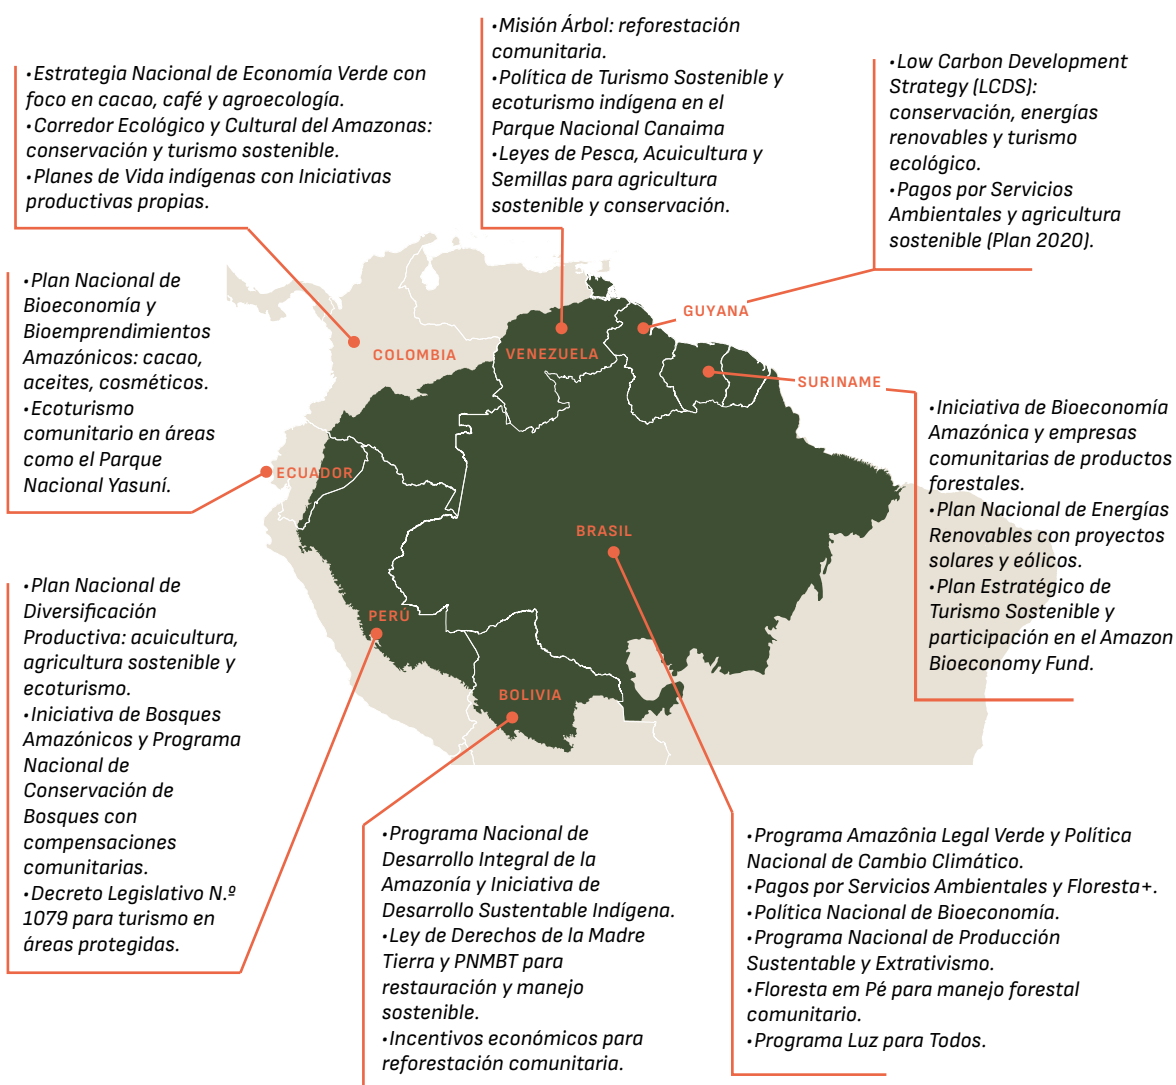 •Estrategia Nacional de Economía Verde con
foco en cacao, café y agroecología.
•Corredor Ecológico y Cultural del Amazonas:
conservación y turismo sostenible.
•Planes de Vida indígenas con Iniciativas
productivas propias.
•Misión Árbol: reforestación
comunitaria.
•Política de Turismo Sostenible y
ecoturismo indígena en el
Parque Nacional Canaima
•Leyes de Pesca, Acuicultura y
Semillas para agricultura
sostenible y conservación.
•Low Carbon Development
Strategy (LCDS):
conservación, energías
renovables y turismo
ecológico.
•Pagos por Servicios
Ambientales y agricultura
sostenible (Plan 2020).
•Plan Nacional de
Bioeconomía y
Bioemprendimientos
Amazónicos: cacao,
aceites, cosméticos.
•Ecoturismo
comunitario en áreas
como el Parque
Nacional Yasuní.
COLOMBIA
VENEZUELA
GUYANA
SURINAME
ECUADOR
BRASIL
PERÚ
BOLIVIA
•Iniciativa de Bioeconomía
Amazónica y empresas
comunitarias de productos
forestales.
•Plan Nacional de Energías
Renovables con proyectos
solares y eólicos.
•Plan Estratégico de
Turismo Sostenible y
participación en el Amazon
Bioeconomy Fund.
•Plan Nacional de
Diversificación
Productiva: acuicultura,
agricultura sostenible y
ecoturismo.
•Iniciativa de Bosques
Amazónicos y Programa
Nacional de
Conservación de
Bosques con
compensaciones
comunitarias.
•Decreto Legislativo N.º
1079 para turismo en
áreas protegidas.
•Programa Nacional de
Desarrollo Integral de la
Amazonía y Iniciativa de
Desarrollo Sustentable Indígena.
•Ley de Derechos de la Madre
Tierra y PNMBT para
restauración y manejo
sostenible.
•Incentivos económicos para
reforestación comunitaria.
•Programa Amazônia Legal Verde y Política
Nacional de Cambio Climático.
•Pagos por Servicios Ambientales y Floresta+.
•Política Nacional de Bioeconomía.
•Programa Nacional de Producción
Sustentable y Extrativismo.
•Floresta em Pé para manejo forestal
comunitario.
•Programa Luz para Todos.